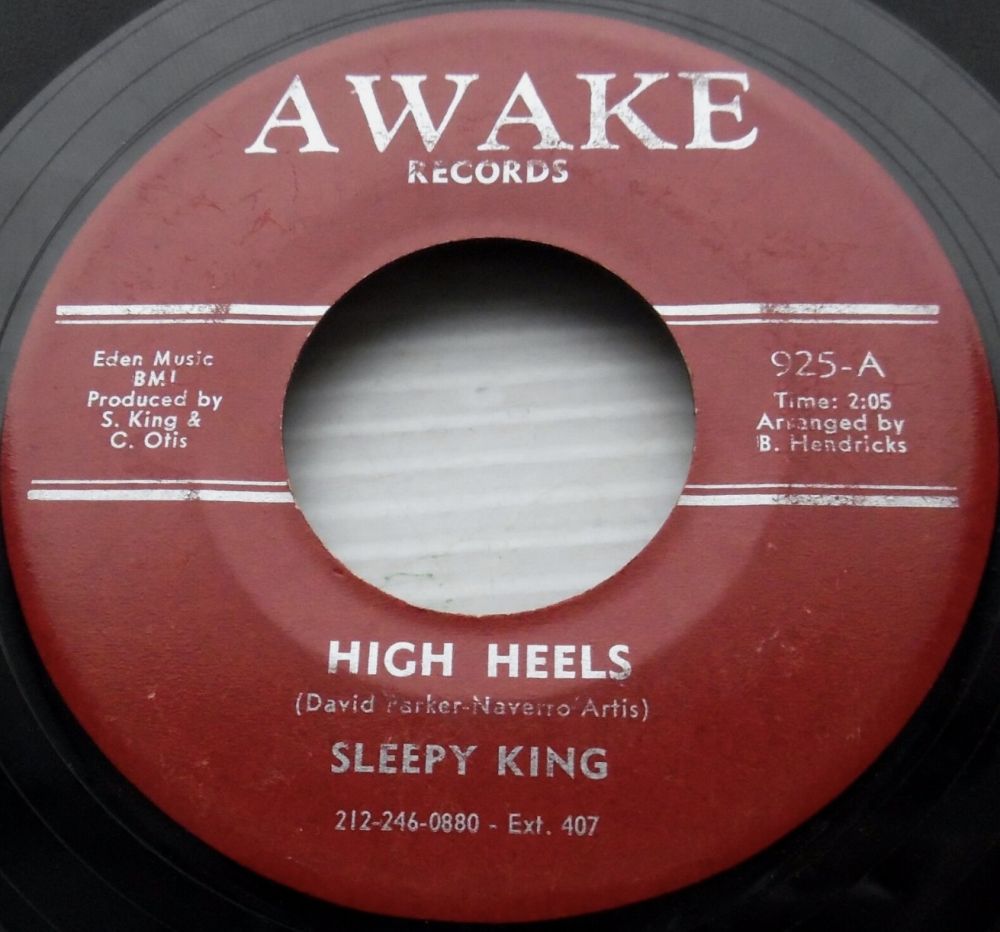 AWAKE
RECORDS
Eden Music
BMI
Produced by
S. King &
C. Otis
925-A
Time: 2:05
Arranged by
B. Hendricks
HIGH HEELS
(David Parker-Naverro Artis)
SLEEPY KING
212-246-0880 - Ext. 407